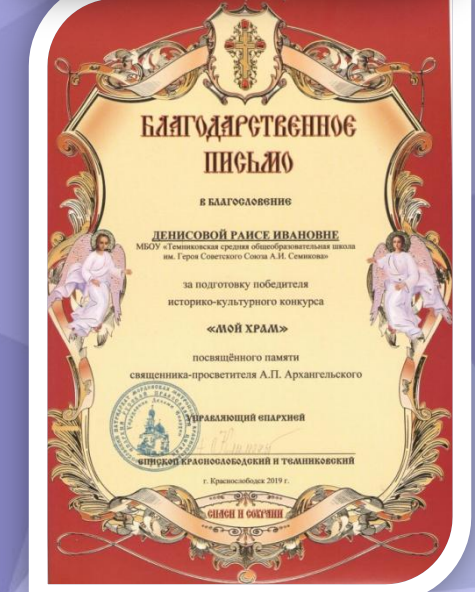 БЛАГОДАРСТВЕННОЕ
ПИСЬМО
В БЛАГОСЛОВЕНИЕ
ДЕНИСОВОЙ РАИСЕ ИВАНОВНЕ
МБОУ «Темниковская средняя общеобразовательная школа
им. Героя Советского Союза А.И. Семикова»
за подготовку победителя
историко-культурного конкурса
«МОЙ ХРАМ»
посвящённого памяти
священника-просветителя А.П. Архангельского
УПРАВЛЯЮЩИЙ ЕПАРХИЕЙ
ЕПИСКОП КРАСНОСЛОБОДСКИЙ И ТЕМНИКОВСКИЙ
г. Краснослободск 2019 г.
СПАСИ И СОХРАНИ